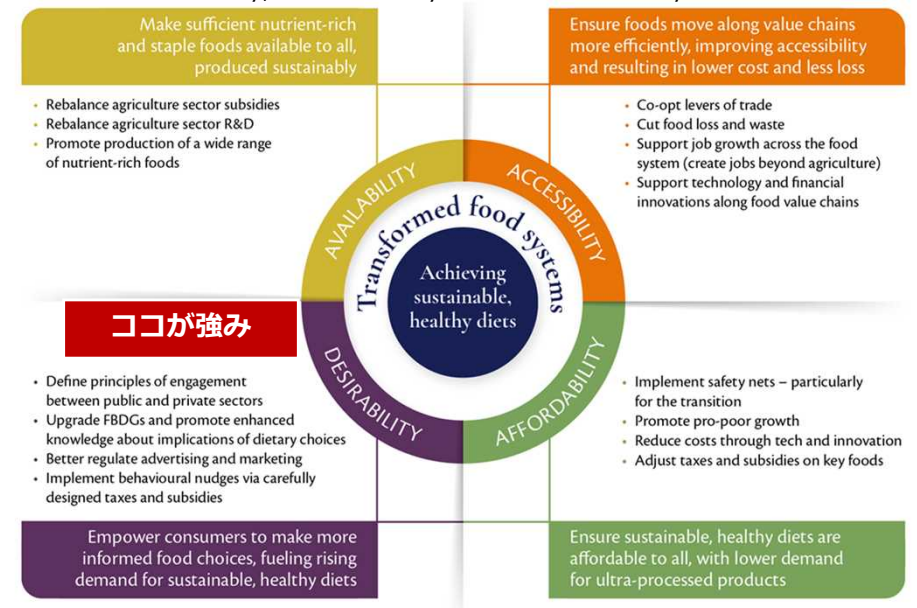 Make sufficient nutrient-rich
and staple foods available to all,
produced sustainably
Rebalance agriculture sector subsidies
Rebalance agriculture sector R&D
Promote production of a wide range
of nutrient-rich foods
Ensure foods move along value chains
more efficiently, improving accessibility
and resulting in lower cost and less loss
Co-opt levers of trade
Cut food loss and waste
Support job growth across the food
system (create jobs beyond agriculture)
Support technology and financial
innovations along food value chains
AVAILABILITY
ACCESSIBILITY
Transformed food systems
Achieving
sustainable,
healthy diets
DESIRABILITY
AFFORDABILITY
ココが強み
Define principles of engagement
between public and private sectors
Upgrade FBDGs and promote enhanced
knowledge about implications of dietary choices
Better regulate advertising and marketing
Implement behavioural nudges via carefully
designed taxes and subsidies
Empower consumers to make more
informed food choices, fueling rising
demand for sustainable, healthy diets
Implement safety nets – particularly
for the transition
Promote pro-poor growth
Reduce costs through tech and innovation
Adjust taxes and subsidies on key foods
Ensure sustainable, healthy diets are
affordable to all, with lower demand
for ultra-processed products